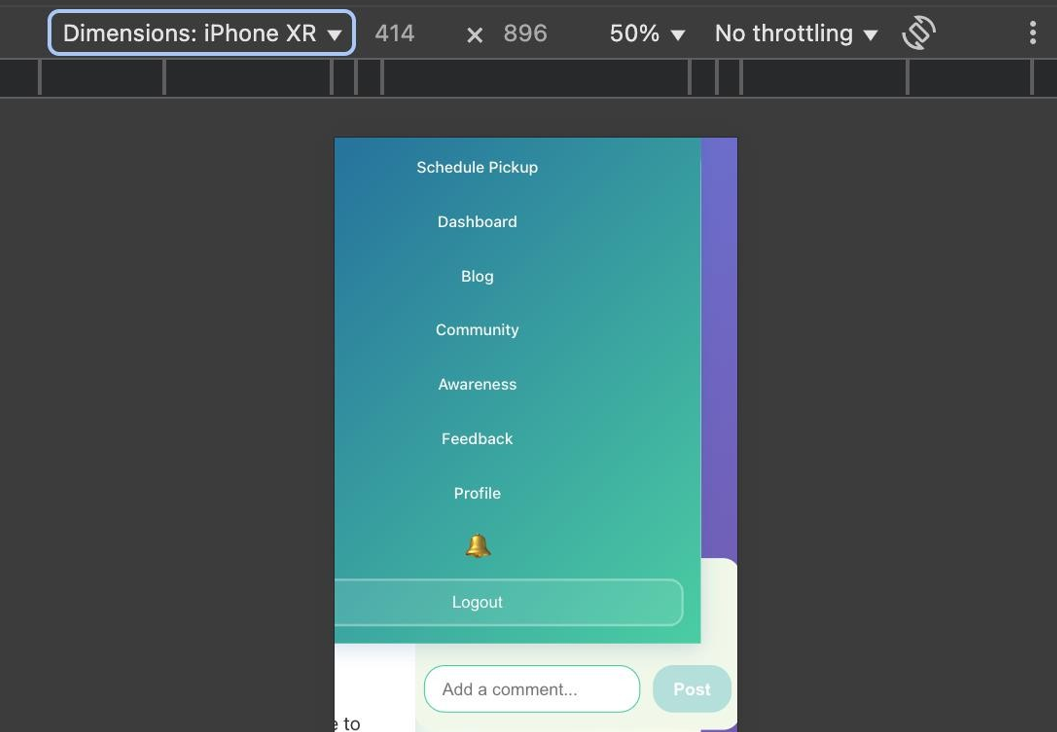 Dimensions: iPhone XR ▼ 414 × 896 50% ▼ No throttling ▼
Schedule Pickup
Dashboard
Blog
Community
Awareness
Feedback
Profile
Logout
Add a comment... Post
e to